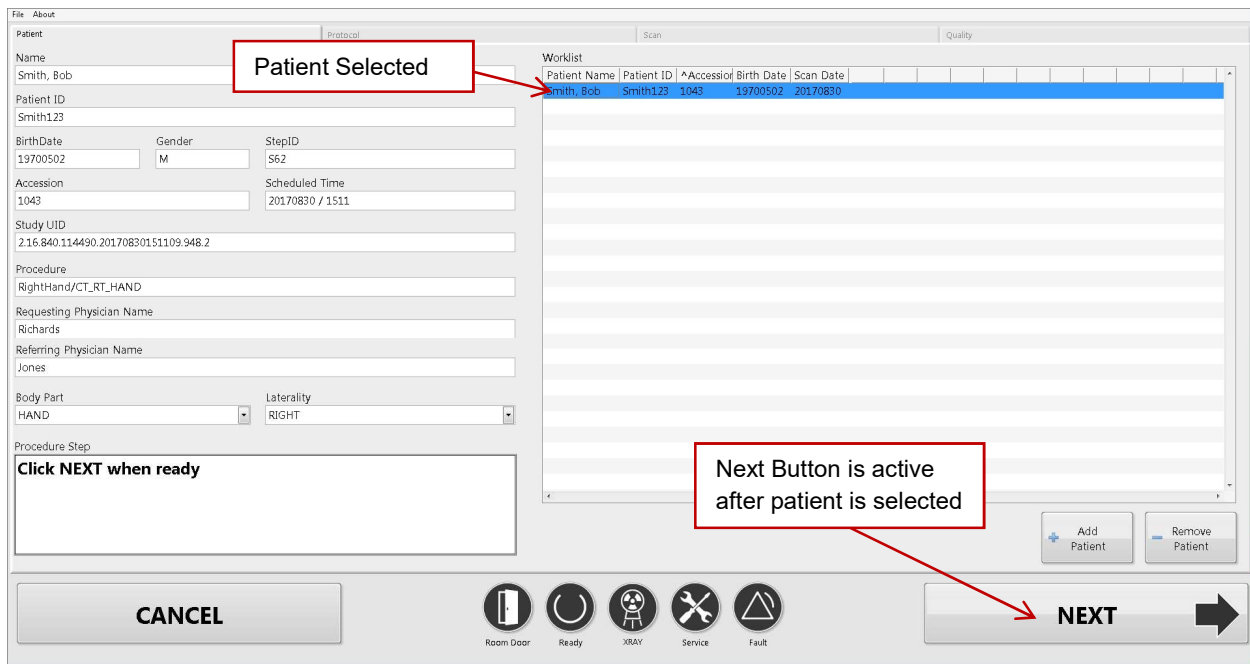 File About
Patient Protocol Scan Quality
Name
Smith, Bob
Patient ID
Smith123
BirthDate Gender StepID
19700502 M S62
Accession Scheduled Time
1043 20170830 / 1511
Study UID
2.16.840.114490.20170830151109.948.2
Procedure
RightHand/CT_RT_HAND
Requesting Physician Name
Richards
Referring Physician Name
Jones
Body Part Laterality
HAND RIGHT
Procedure Step
Click NEXT when ready
Patient Selected
Worklist
Patient Name Patient ID ^Accession Birth Date Scan Date
Smith, Bob Smith123 1043 19700502 20170830
Next Button is active
after patient is selected
Add
Patient
Remove
Patient
CANCEL
Room Door Ready XRAY Service Fault
NEXT